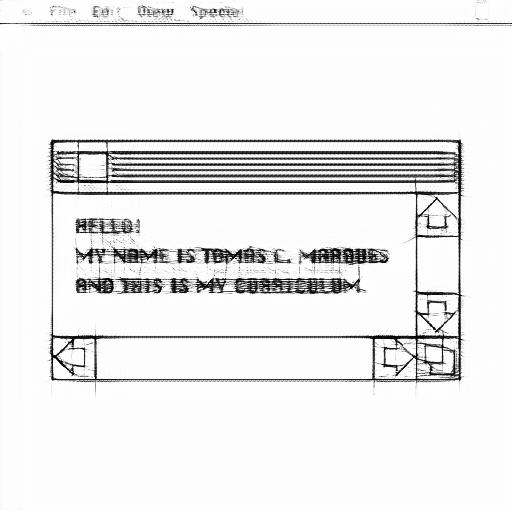 File Edit View Special
HELLO!
MY NAME IS TOMÁS C. MARQUES
AND THIS IS MY CURRICULUM.